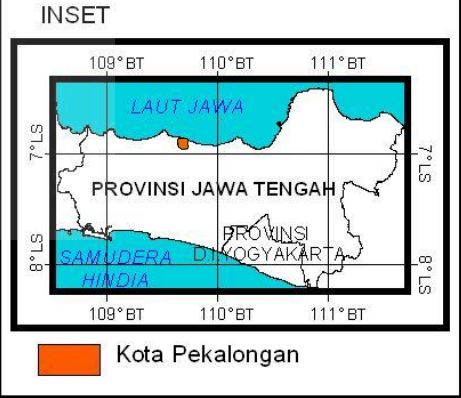 INSET
109°BT 110°BT 111°BT
LAUT JAWA
7°LS 7°LS
PROVINSI JAWA TENGAH
PROVINSI
DI YOGYAKARTA
8°LS 8°LS
SAMUDERA
HINDIA
109°BT 110°BT 111°BT
Kota Pekalongan